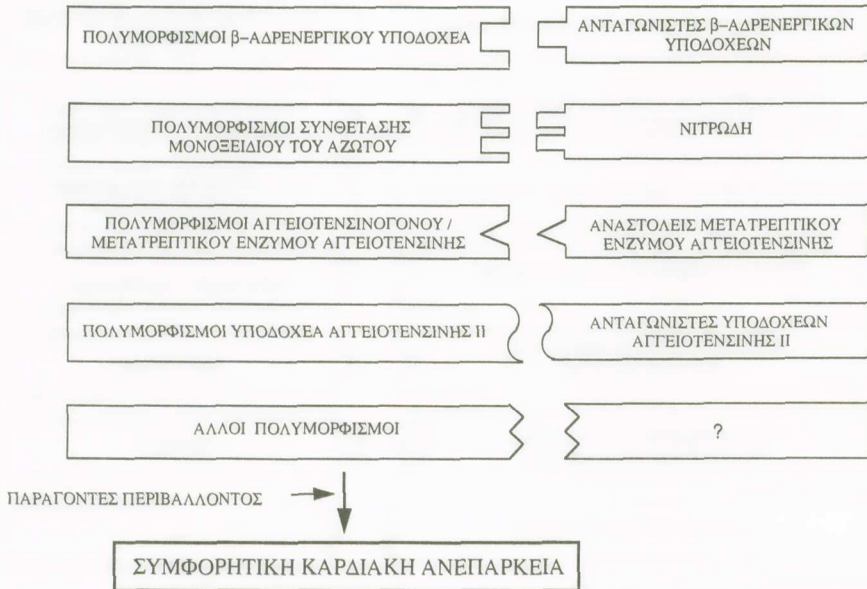 ΠΟΛΥΜΟΡΦΙΣΜΟΙ β–ΑΔΡΕΝΕΡΓΙΚΟΥ ΥΠΟΔΟΧΕΑ
ΑΝΤΑΓΩΝΙΣΤΕΣ β–ΑΔΡΕΝΕΡΓΙΚΩΝ
ΥΠΟΔΟΧΕΩΝ
ΠΟΛΥΜΟΡΦΙΣΜΟΙ ΣΥΝΘΕΤΑΣΗΣ
ΜΟΝΟΞΕΙΔΙΟΥ ΤΟΥ ΑΖΩΤΟΥ
ΝΙΤΡΩΔΗ
ΠΟΛΥΜΟΡΦΙΣΜΟΙ ΑΓΓΕΙΟΤΕΝΣΙΝΟΓΟΝΟΥ /
ΜΕΤΑΤΡΕΠΤΙΚΟΥ ΕΝΖΥΜΟΥ ΑΓΓΕΙΟΤΕΝΣΙΝΗΣ
ΑΝΑΣΤΟΛΕΙΣ ΜΕΤΑΤΡΕΠΤΙΚΟΥ
ΕΝΖΥΜΟΥ ΑΓΓΕΙΟΤΕΝΣΙΝΗΣ
ΠΟΛΥΜΟΡΦΙΣΜΟΙ ΥΠΟΔΟΧΕΑ ΑΓΓΕΙΟΤΕΝΣΙΝΗΣ ΙΙ
ΑΝΤΑΓΩΝΙΣΤΕΣ ΥΠΟΔΟΧΕΩΝ
ΑΓΓΕΙΟΤΕΝΣΙΝΗΣ ΙΙ
ΑΛΛΟΙ ΠΟΛΥΜΟΡΦΙΣΜΟΙ
?
ΠΑΡΑΓΟΝΤΕΣ ΠΕΡΙΒΑΛΛΟΝΤΟΣ
ΣΥΜΦΟΡΗΤΙΚΗ ΚΑΡΔΙΑΚΗ ΑΝΕΠΑΡΚΕΙΑ